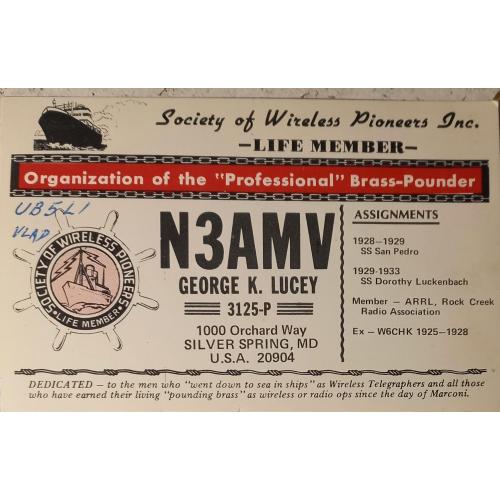 Society of Wireless Pioneers Inc.
–LIFE MEMBER–
Organization of the "Professional" Brass-Pounder
UB5-L1
VLAD
SOCIETY OF WIRELESS PIONEERS
LIFE MEMBER
N3AMV
GEORGE K. LUCEY
3125-P
1000 Orchard Way
SILVER SPRING, MD
U.S.A. 20904
ASSIGNMENTS
1928–1929
SS San Pedro
1929-1933
SS Dorothy Luckenbach
Member – ARRL, Rock Creek
Radio Association
Ex – W6CHK 1925–1928
DEDICATED – to the men who "went down to sea in ships" as Wireless Telegraphers and all those
who have earned their living "pounding brass" as wireless or radio ops since the day of Marconi.